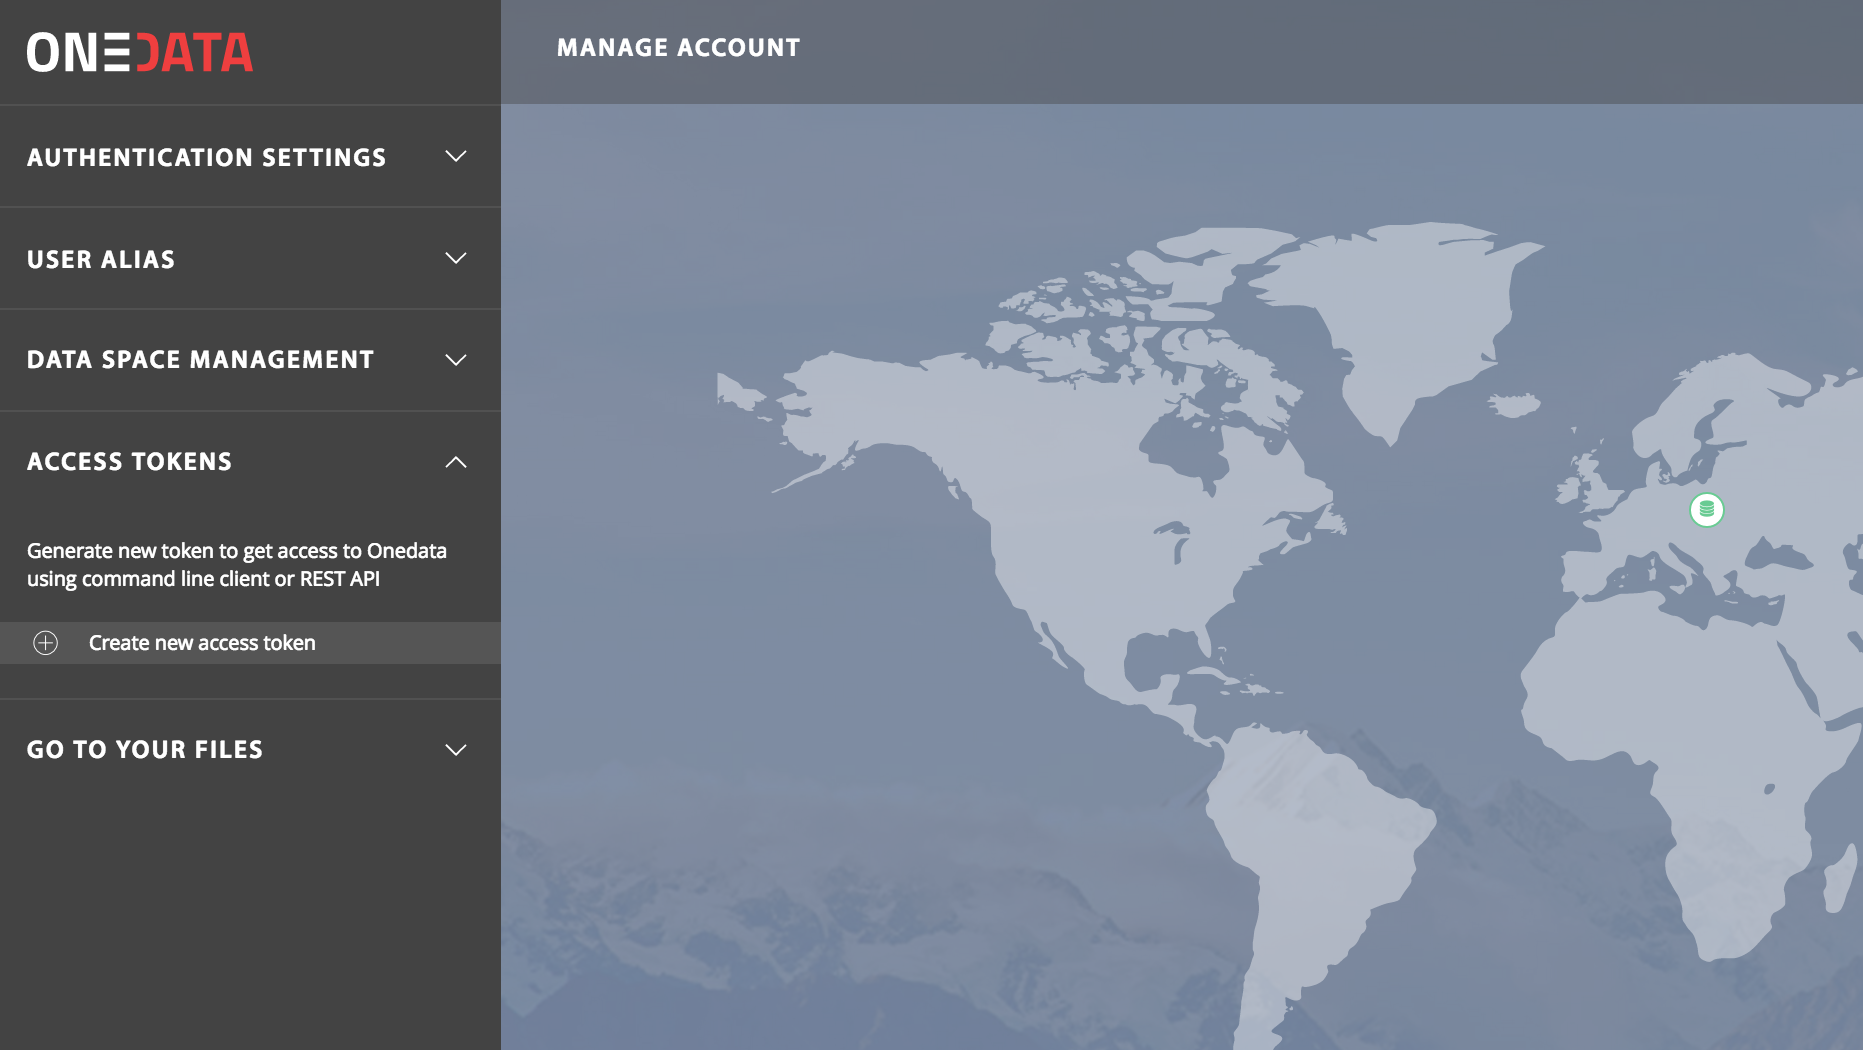 ONEDATA
MANAGE ACCOUNT
AUTHENTICATION SETTINGS
USER ALIAS
DATA SPACE MANAGEMENT
ACCESS TOKENS
Generate new token to get access to Onedata
using command line client or REST API
Create new access token
GO TO YOUR FILES